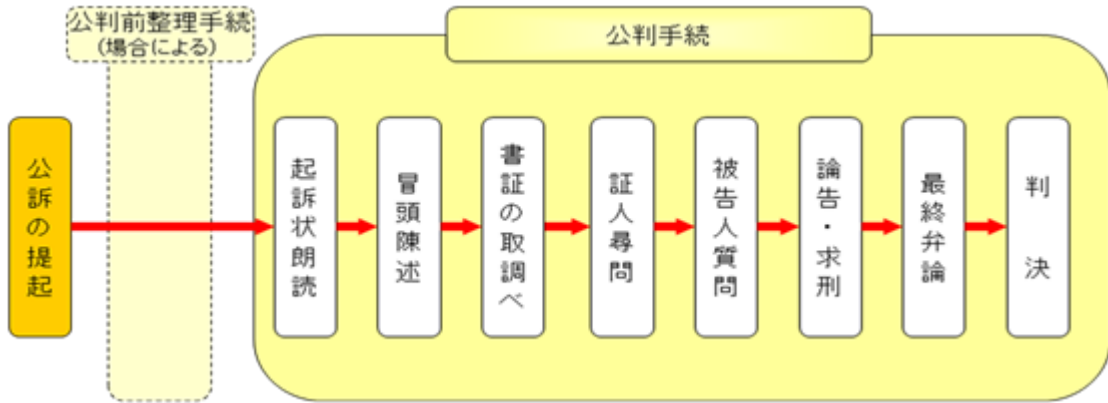 公判前整理手続
(場合による)
公判手続
公訴の提起
起訴状朗読
冒頭陳述
書証の取調べ
証人尋問
被告人質問
論告・求刑
最終弁論
判決